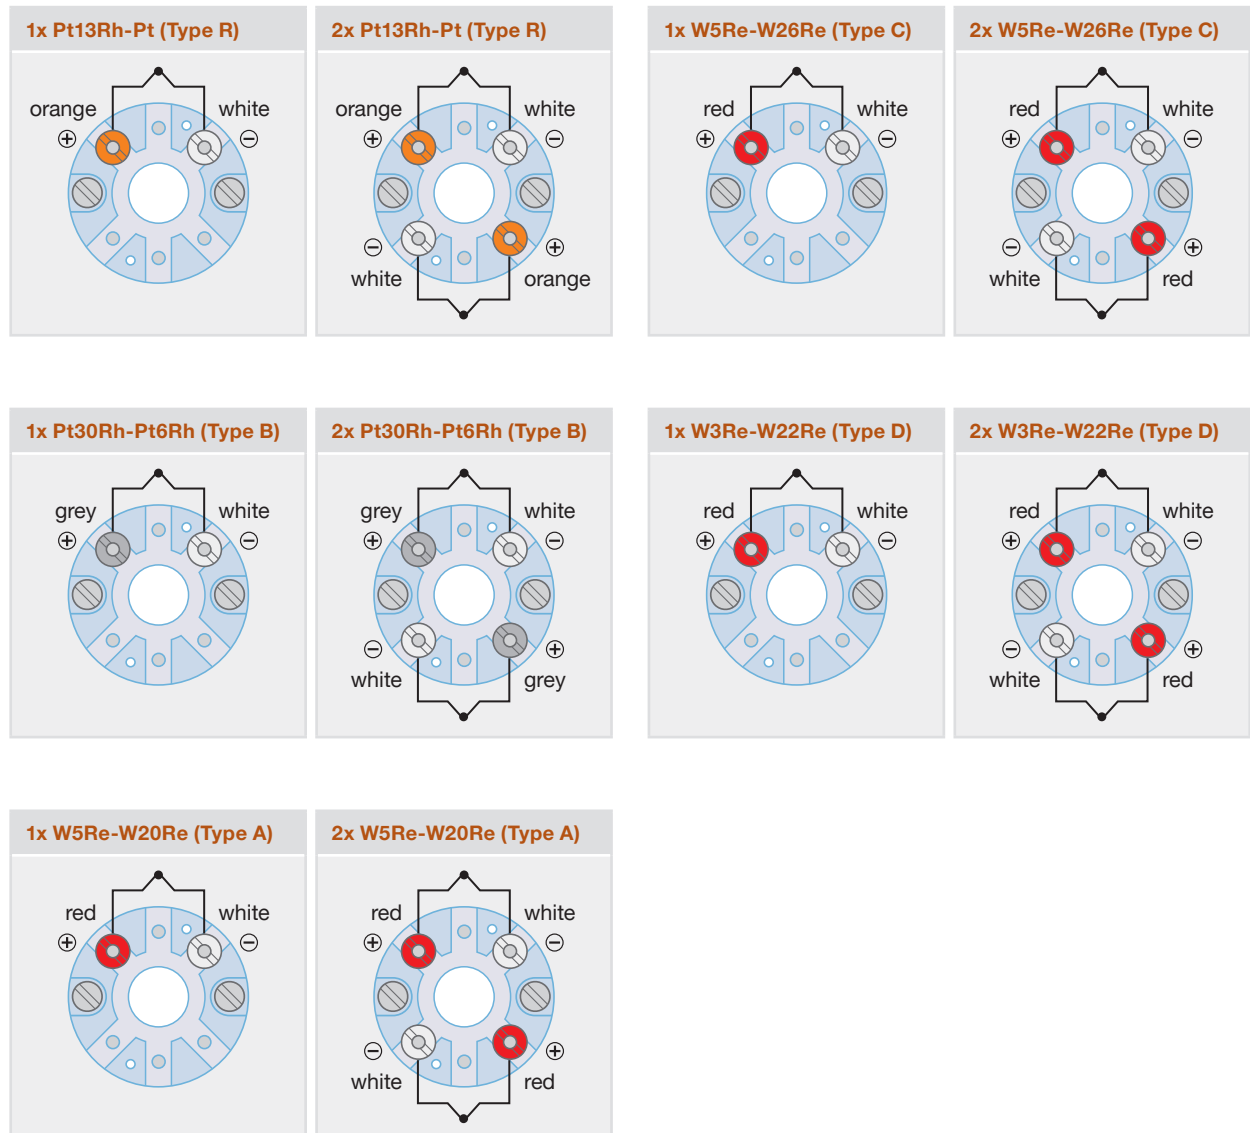 1x Pt13Rh-Pt (Type R)
orange white
+ −
2x Pt13Rh-Pt (Type R)
orange white
+ −
− +
white orange
1x W5Re-W26Re (Type C)
red white
+ −
2x W5Re-W26Re (Type C)
red white
+ −
− +
white red
1x Pt30Rh-Pt6Rh (Type B)
grey white
+ −
2x Pt30Rh-Pt6Rh (Type B)
grey white
+ −
− +
white grey
1x W3Re-W22Re (Type D)
red white
+ −
2x W3Re-W22Re (Type D)
red white
+ −
− +
white red
1x W5Re-W20Re (Type A)
red white
+ −
2x W5Re-W20Re (Type A)
red white
+ −
− +
white red